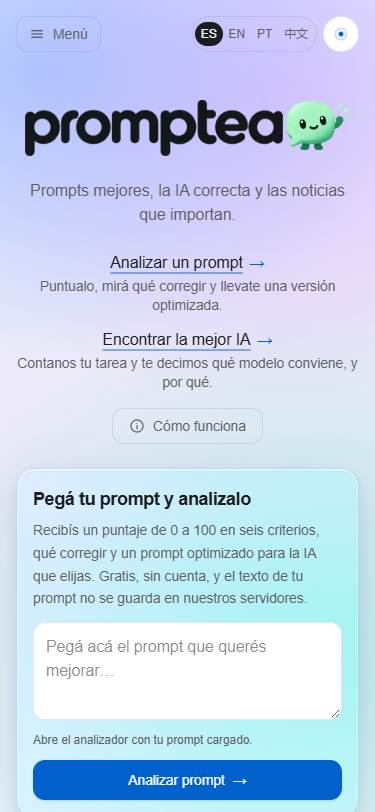 Menú
ES EN PT 中文
promptea
Prompts mejores, la IA correcta y las noticias
que importan.
Analizar un prompt →
Puntualo, mirá qué corregir y llevate una versión
optimizada.
Encontrar la mejor IA →
Contanos tu tarea y te decimos qué modelo conviene, y
por qué.
Cómo funciona
Pegá tu prompt y analizalo
Recibís un puntaje de 0 a 100 en seis criterios,
qué corregir y un prompt optimizado para la IA
que elijas. Gratis, sin cuenta, y el texto de tu
prompt no se guarda en nuestros servidores.
Pegá acá el prompt que querés
mejorar…
Abre el analizador con tu prompt cargado.
Analizar prompt →